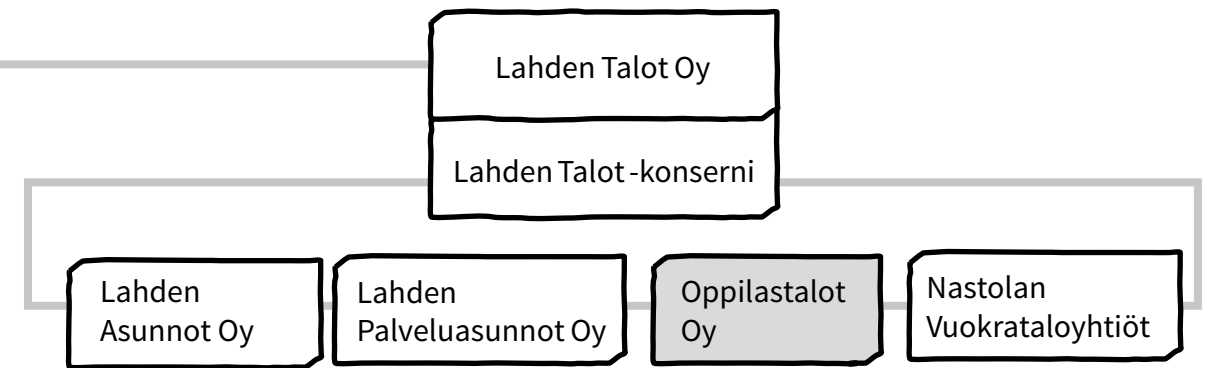 Lahden Talot Oy
Lahden Talot -konserni
Lahden
Asunnot Oy
Lahden
Palveluasunnot Oy
Oppilastalot
Oy
Nastolan
Vuokrataloyhtiöt